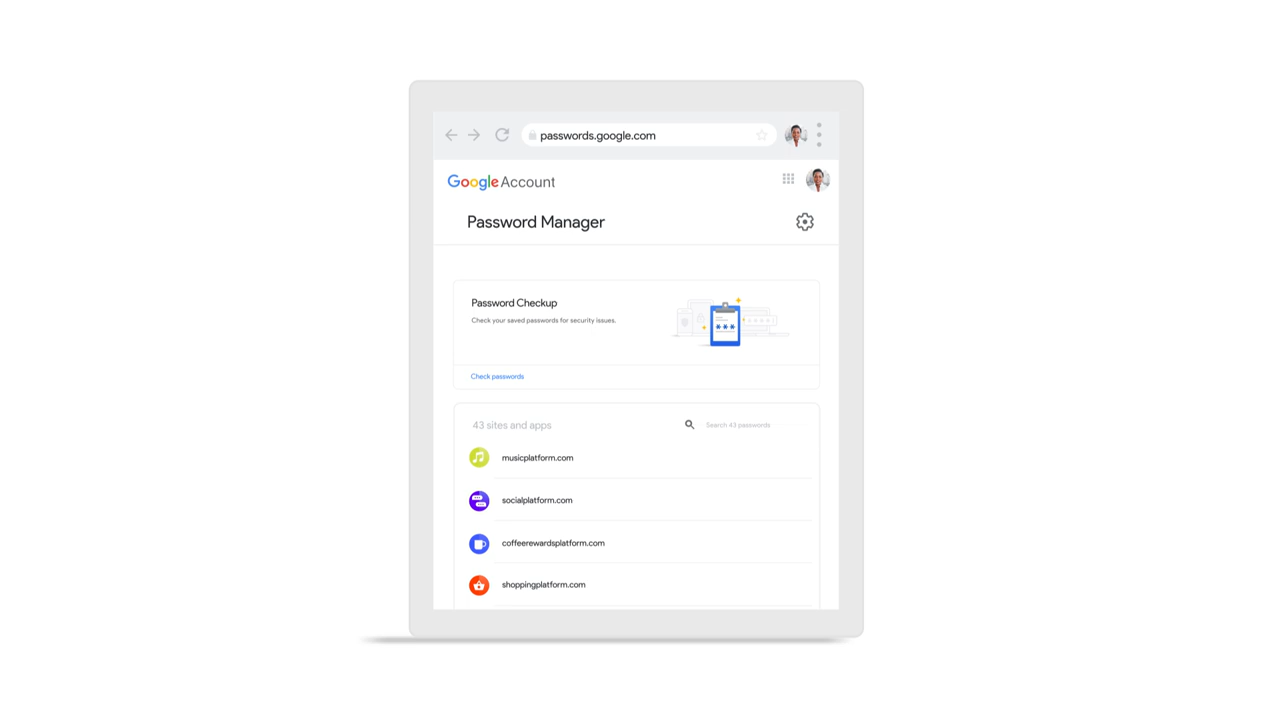 passwords.google.com
Google Account
Password Manager
Password Checkup
Check your saved passwords for security issues.
***
Check passwords
43 sites and apps
Search 43 passwords
musicplatform.com
socialplatform.com
coffeerewardsplatform.com
shoppingplatform.com